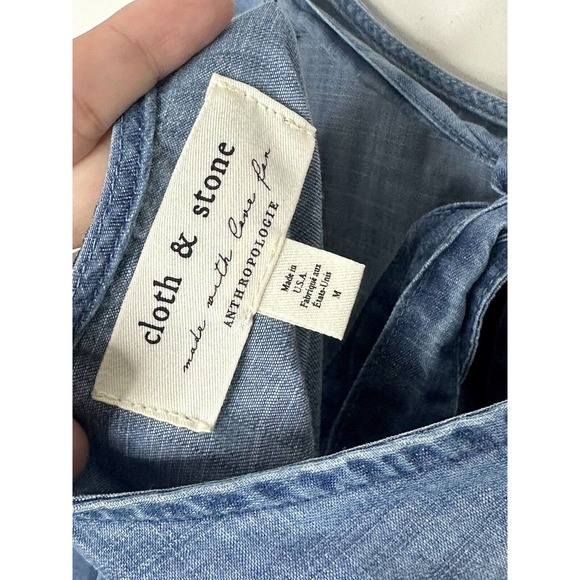 cloth & stone
made with love for
ANTHROPOLOGIE
Made in
U.S.A.
Fabriqué aux
États-Unis
M